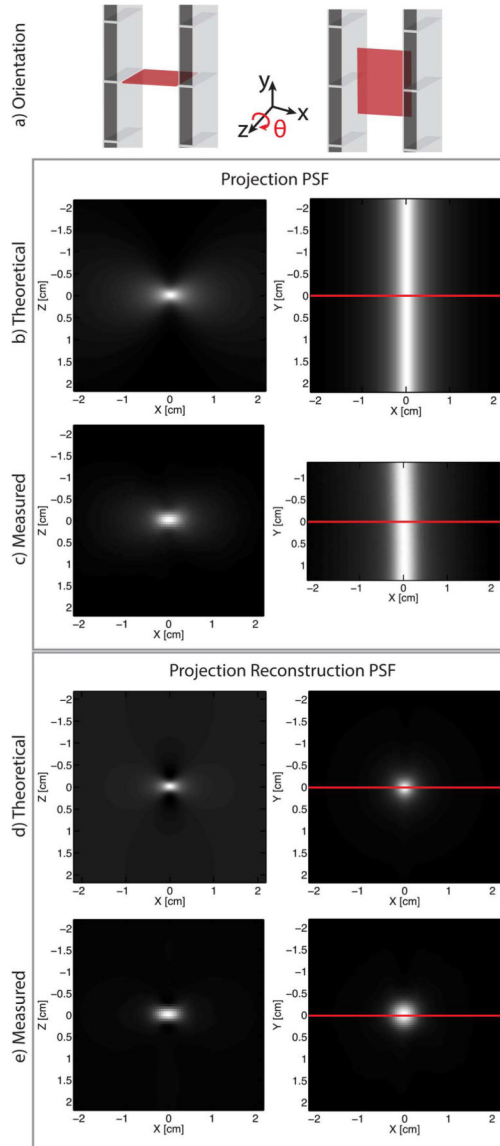 a) Orientation
y
x
z
θ
Projection PSF
b) Theoretical
Z [cm]
−2
−1.5
−1
−0.5
0
0.5
1
1.5
2
−2 −1 0 1 2
X [cm]
Y [cm]
−2
−1.5
−1
−0.5
0
0.5
1
1.5
2
−2 −1 0 1 2
X [cm]
c) Measured
Z [cm]
−2
−1.5
−1
−0.5
0
0.5
1
1.5
2
−2 −1 0 1 2
X [cm]
Y [cm]
−1
−0.5
0
0.5
1
−2 −1 0 1 2
X [cm]
Projection Reconstruction PSF
d) Theoretical
Z [cm]
−2
−1.5
−1
−0.5
0
0.5
1
1.5
2
−2 −1 0 1 2
X [cm]
Y [cm]
−2
−1.5
−1
−0.5
0
0.5
1
1.5
2
−2 −1 0 1 2
X [cm]
e) Measured
Z [cm]
−2
−1.5
−1
−0.5
0
0.5
1
1.5
2
−2 −1 0 1 2
X [cm]
Y [cm]
−2
−1.5
−1
−0.5
0
0.5
1
1.5
2
−2 −1 0 1 2
X [cm]